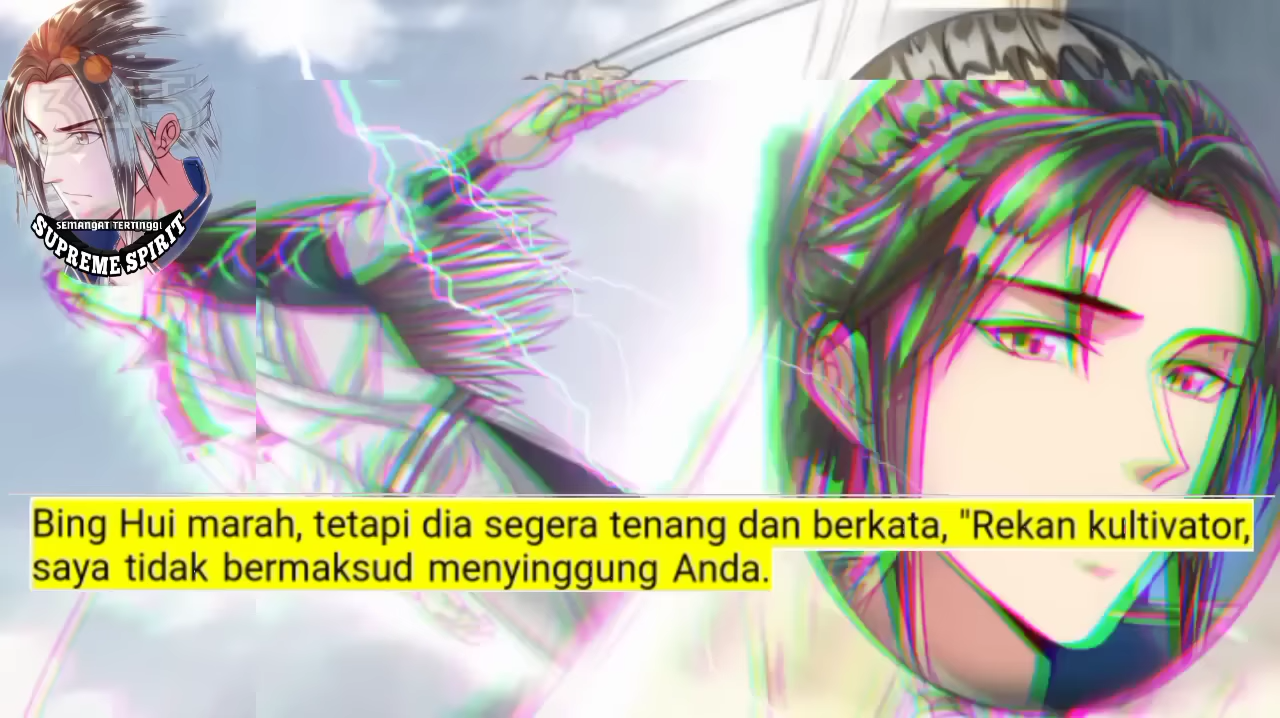 345
SEMANGAT TERTINGGI
SUPREME SPIRIT
Bing Hui marah, tetapi dia segera tenang dan berkata, "Rekan kultivator,
saya tidak bermaksud menyinggung Anda.